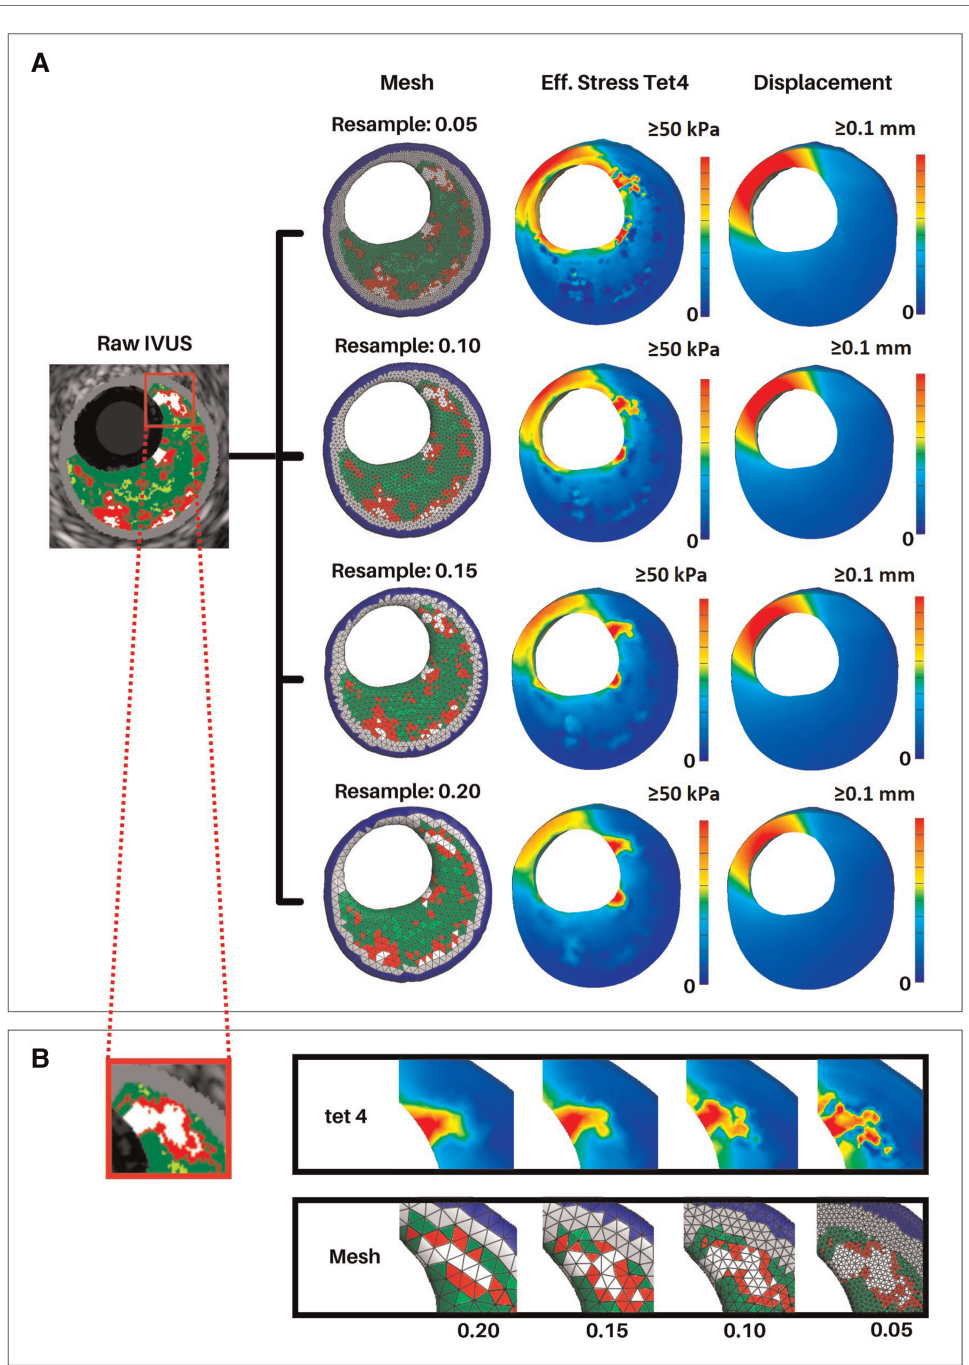 A
Mesh
Eff. Stress Tet4
Displacement
Resample: 0.05
≥50 kPa
≥0.1 mm
0
0
Raw IVUS
Resample: 0.10
≥50 kPa
≥0.1 mm
0
0
Resample: 0.15
≥50 kPa
≥0.1 mm
0
0
Resample: 0.20
≥50 kPa
≥0.1 mm
0
0
B
tet 4
Mesh
0.20
0.15
0.10
0.05